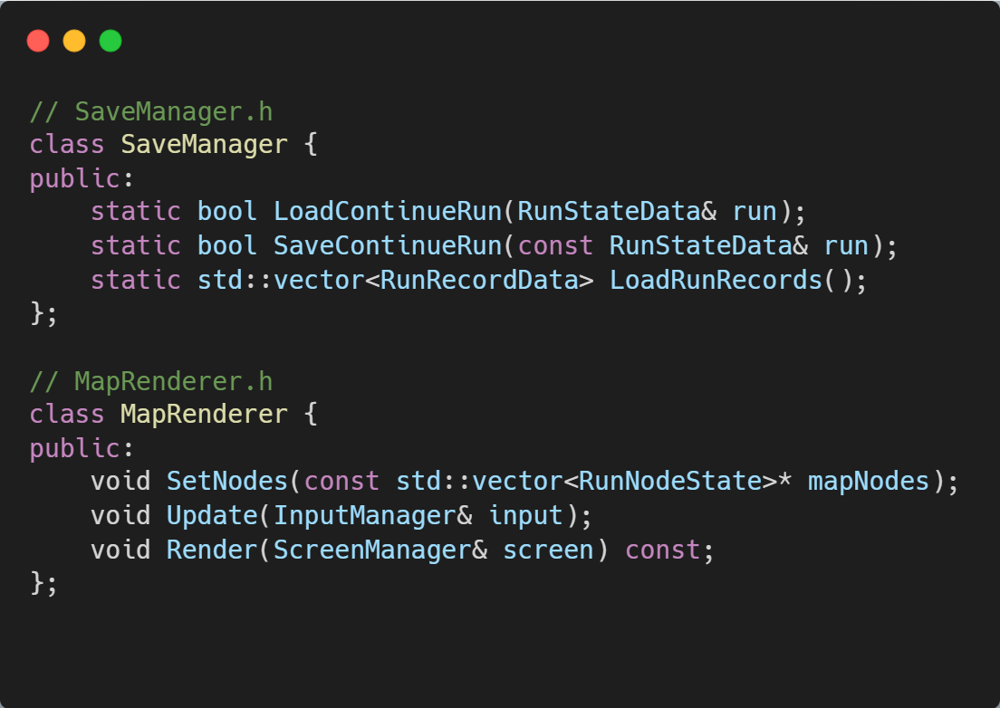 // SaveManager.h
class SaveManager {
public:
    static bool LoadContinueRun(RunStateData& run);
    static bool SaveContinueRun(const RunStateData& run);
    static std::vector<RunRecordData> LoadRunRecords();
};

// MapRenderer.h
class MapRenderer {
public:
    void SetNodes(const std::vector<RunNodeState>* mapNodes);
    void Update(InputManager& input);
    void Render(ScreenManager& screen) const;
};